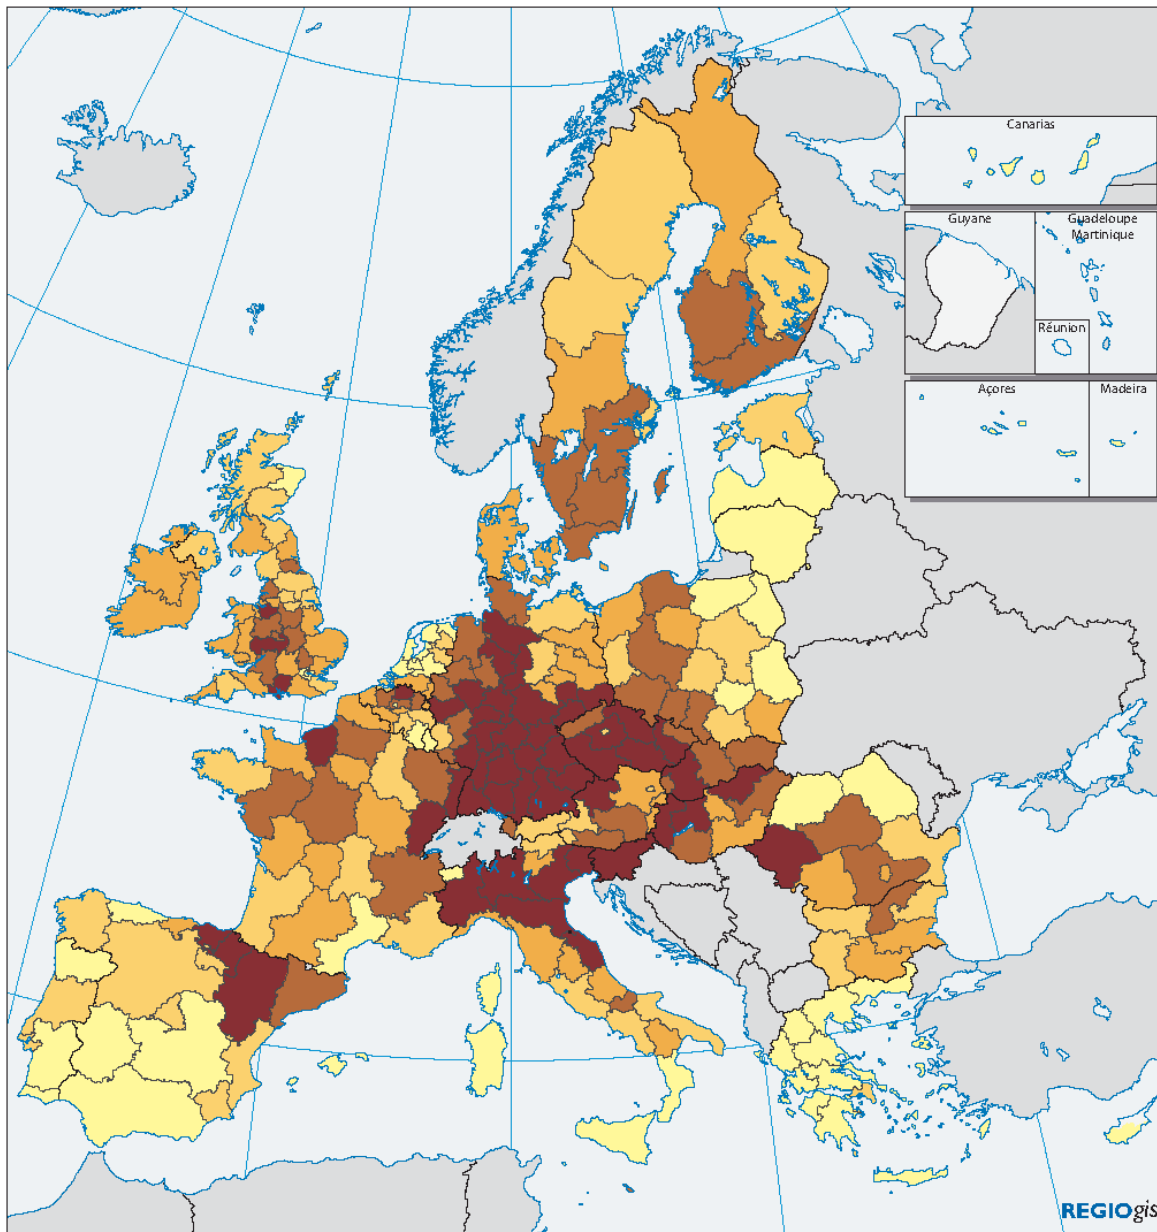 Canarias
Guyane
Guadeloupe
Martinique
Réunion
Açores
Madeira
REGIOgis